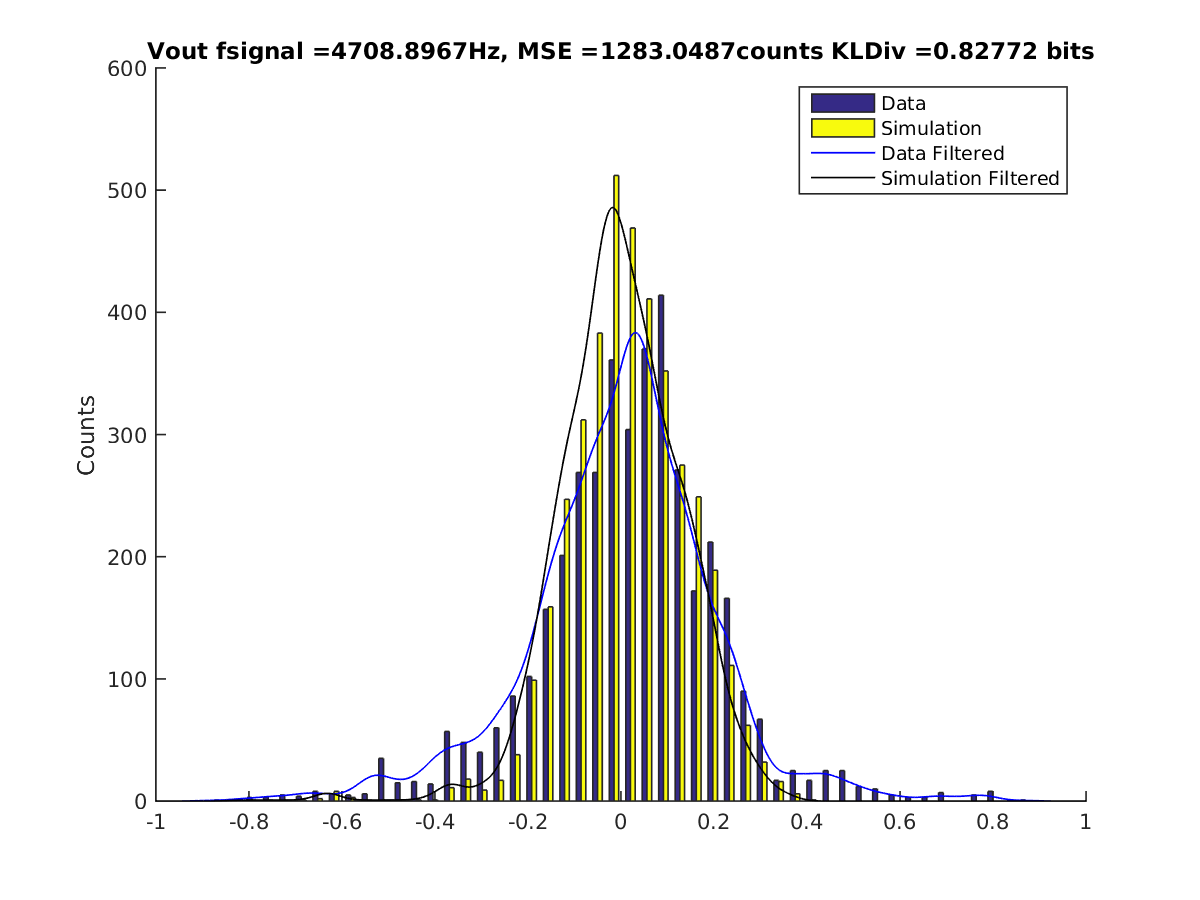 Vout fsignal =4708.8967Hz, MSE =1283.0487counts KLDiv =0.82772 bits
600
500
400
300
200
100
0
Counts
Data
Simulation
Data Filtered
Simulation Filtered
-1 -0.8 -0.6 -0.4 -0.2 0 0.2 0.4 0.6 0.8 1